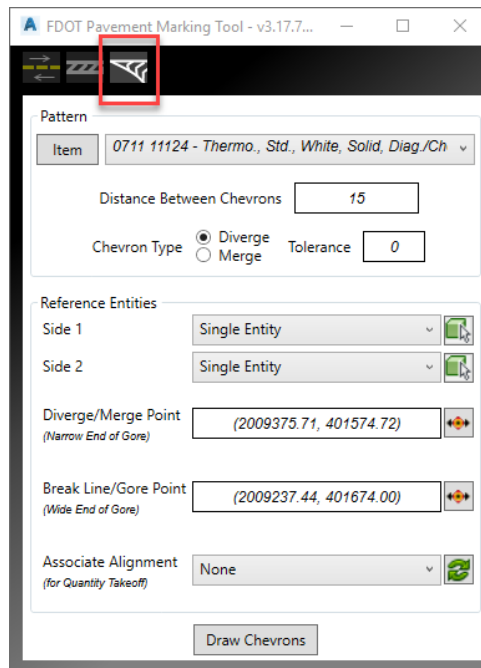 FDOT Pavement Marking Tool - v3.17.7...
Pattern
Item 0711 11124 - Thermo., Std., White, Solid, Diag./Ch
Distance Between Chevrons 15
Chevron Type Diverge Merge Tolerance 0
Reference Entities
Side 1 Single Entity
Side 2 Single Entity
Diverge/Merge Point (2009375.71, 401574.72)
(Narrow End of Gore)
Break Line/Gore Point (2009237.44, 401674.00)
(Wide End of Gore)
Associate Alignment None
(for Quantity Takeoff)
Draw Chevrons